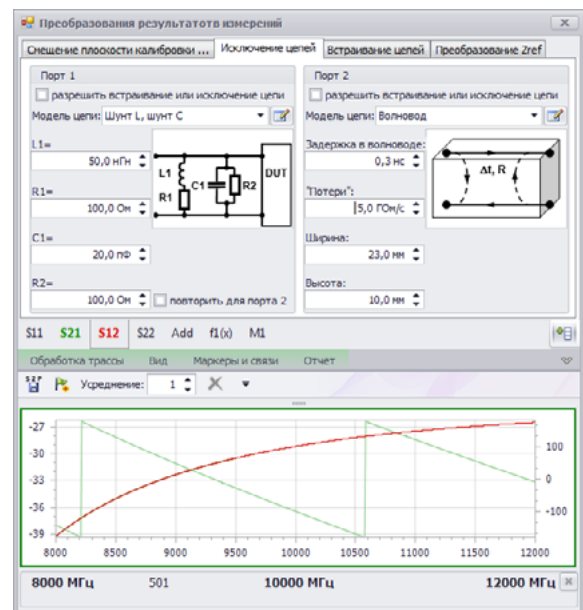 Преобразования результатотв измерений
Смещение плоскости калибровки ... Исключение цепей Встраивание цепей Преобразование Zref
Порт 1
разрешить встраивание или исключение цепи
Модель цепи: Шунт L, шунт C
L1=
50,0 нГн
R1=
100,0 Ом
C1=
20,0 пФ
R2=
100,0 Ом повторить для порта 2
L1 C1 R2 DUT
R1
Порт 2
разрешить встраивание или исключение цепи
Модель цепи: Волновод
Задержка в волноводе:
0,3 нс
"Потери":
5,0 ГОм/с
Ширина:
23,0 мм
Высота:
10,0 мм
Δt, R
S11 S21 S12 S22 Add f1(x) M1
Обработка трассы Вид Маркеры и связи Отчет
S2P Усреднение: 1
-27
-30
-33
-36
-39
100
0
-100
8000 8500 9000 9500 10000 10500 11000 11500 12000
8000 МГц 501 10000 МГц 12000 МГц